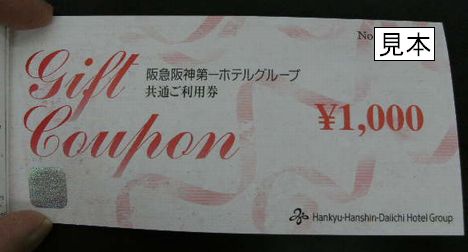 No
見本
Gift
阪急阪神第一ホテルグループ
共通ご利用券
¥1,000
Coupon
Hankyu-Hanshin-Daiichi Hotel Group